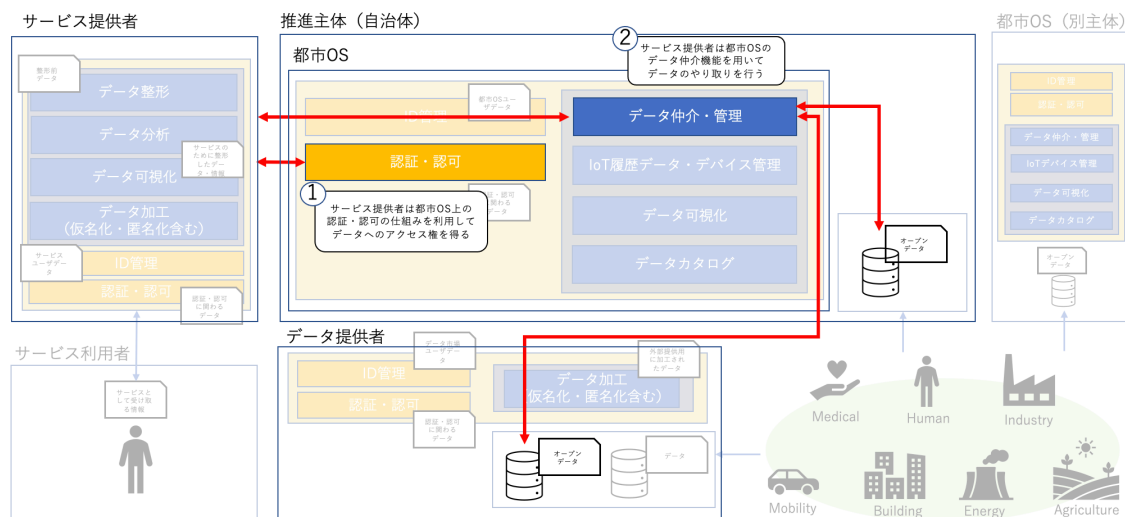 サービス提供者
整形前
データ
データ整形
データ分析
サービスの
ために整形
したデー
タ・情報
データ可視化
データ加工
(仮名化・匿名化含む)
サービス
ユーザデー
タ
ID管理
認証・認可
認証・認可
に関わる
データ
サービス利用者
サービスと
して受け取
る情報
推進主体(自治体)
都市OS
②
サービス提供者は都市OSの
データ仲介機能を用いて
データのやり取りを行う
都市OSユー
ザデータ
ID管理
認証・認可
認証・認可
に関わる
データ
①
サービス提供者は都市OS上の
認証・認可の仕組みを利用して
データへのアクセス権を得る
データ仲介・管理
IoT履歴データ・デバイス管理
データ可視化
データカタログ
オープン
データ
データ提供者
データ市場
ユーザデー
タ
ID管理
認証・認可
認証・認可
に関わる
データ
外部提供用
に加工され
たデータ
データ加工
(仮名化・匿名化含む)
オープン
データ
データ
都市OS(別主体)
ID管理
認証・認可
データ仲介・管理
IoTデバイス管理
データ可視化
データカタログ
オープン
データ
Medical
Human
Industry
Mobility
Building
Energy
Agriculture